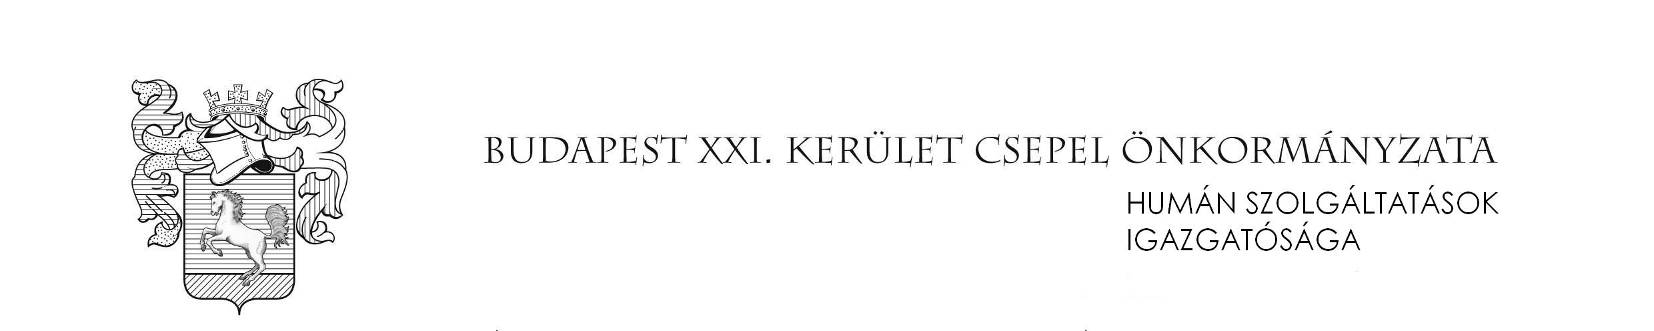 BUDAPEST XXI. KERÜLET CSEPEL ÖNKORMÁNYZATA
HUMÁN SZOLGÁLTATÁSOK
IGAZGATÓSÁGA